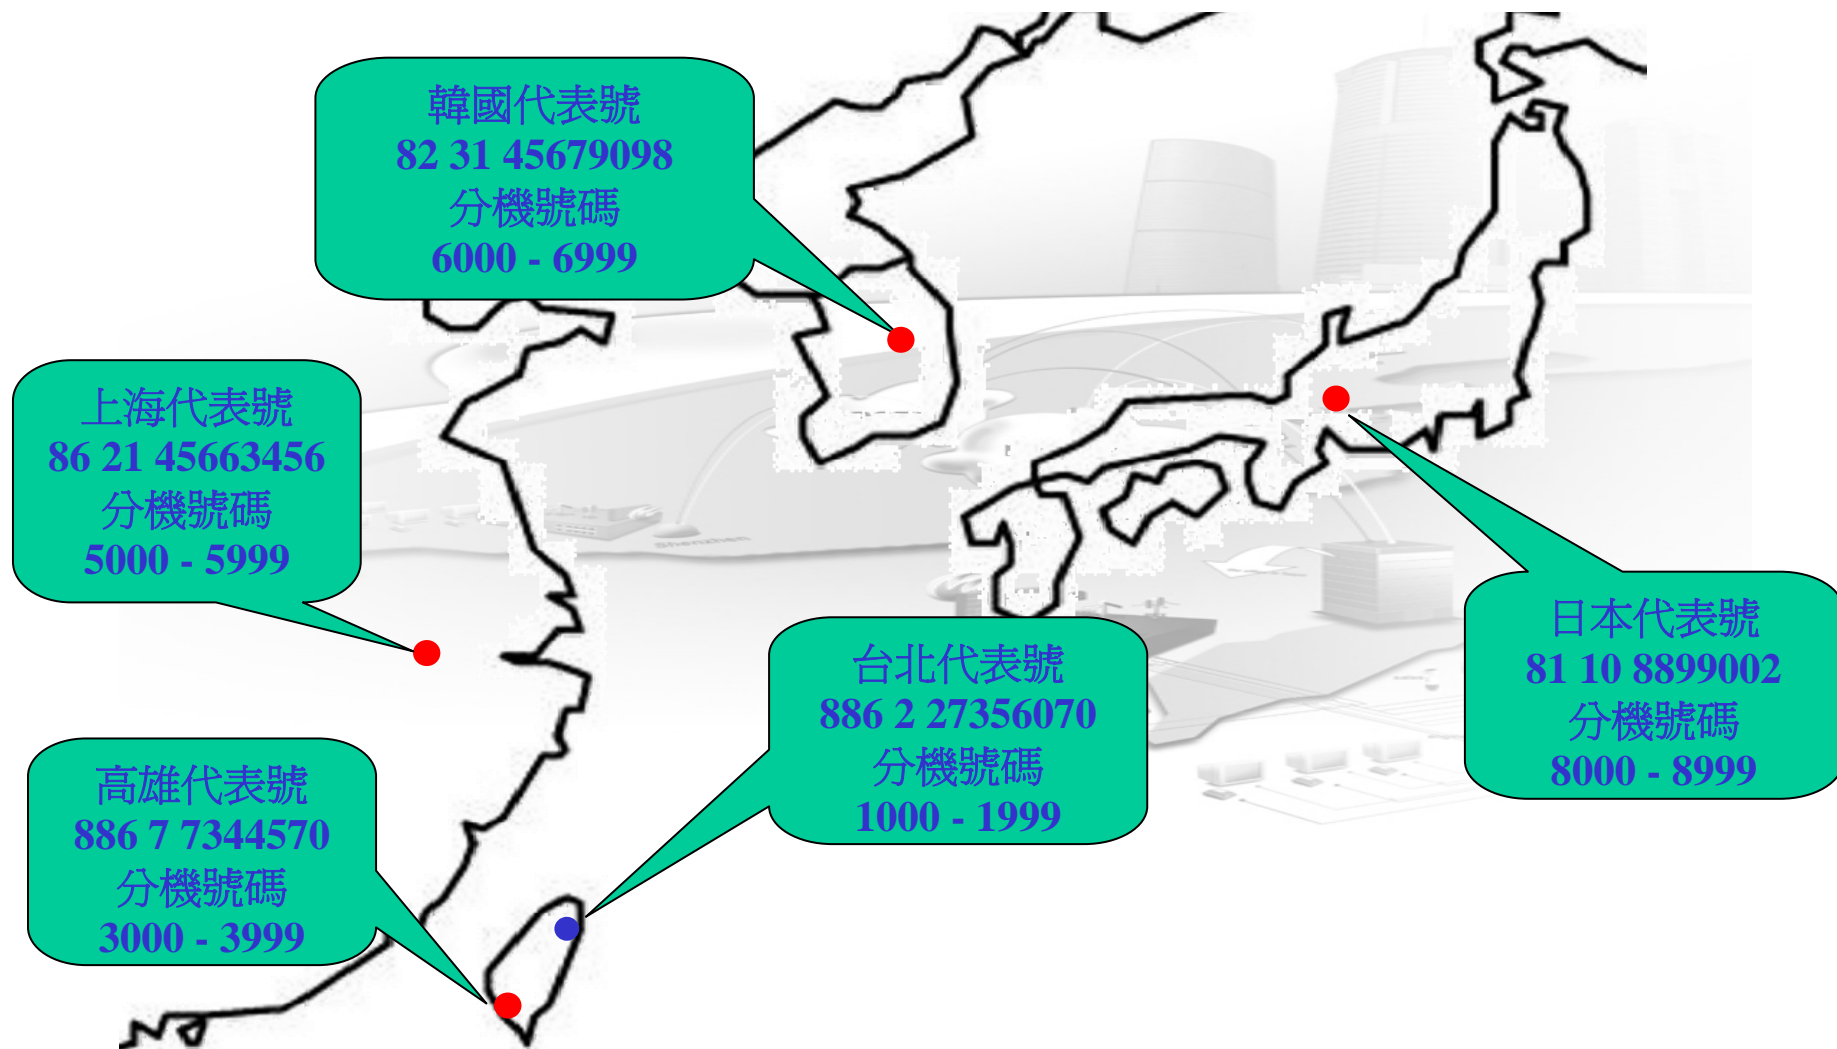 韓國代表號
82 31 45679098
分機號碼
6000 - 6999
上海代表號
86 21 45663456
分機號碼
5000 - 5999
Shenzhen
日本代表號
81 10 8899002
分機號碼
8000 - 8999
台北代表號
886 2 27356070
分機號碼
1000 - 1999
高雄代表號
886 7 7344570
分機號碼
3000 - 3999